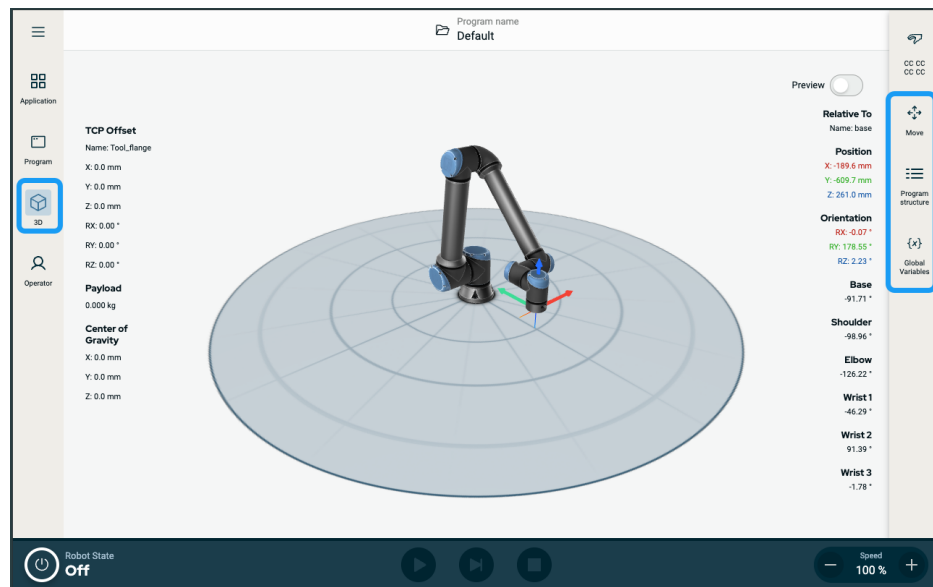 Program name
Default
CC CC
CC CC
Application
Program
3D
Operator
TCP Offset
Name: Tool_flange
X: 0.0 mm
Y: 0.0 mm
Z: 0.0 mm
RX: 0.00 °
RY: 0.00 °
RZ: 0.00 °
Payload
0.000 kg
Center of
Gravity
X: 0.0 mm
Y: 0.0 mm
Z: 0.0 mm
Preview
Relative To
Name: base
Position
X: -189.6 mm
Y: -609.7 mm
Z: 261.0 mm
Orientation
RX: -0.07 °
RY: 178.55 °
RZ: 2.23 °
Base
-91.71 °
Shoulder
-98.96 °
Elbow
-126.22 °
Wrist 1
-46.29 °
Wrist 2
91.39 °
Wrist 3
-1.78 °
Move
Program
structure
{x}
Global
Variables
Robot State
Off
Speed
100 %